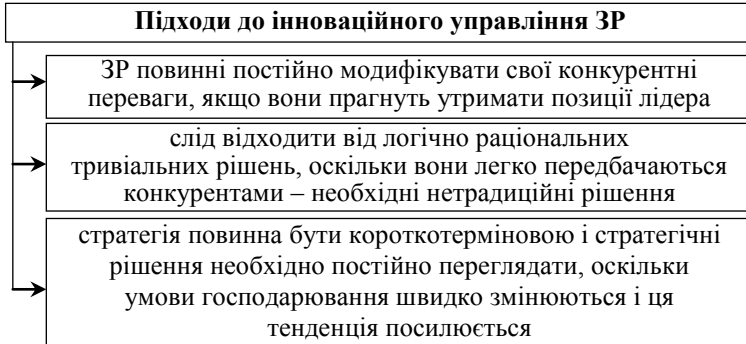 Підходи до інноваційного управління ЗР
ЗР повинні постійно модифікувати свої конкурентні
переваги, якщо вони прагнуть утримати позиції лідера
слід відходити від логічно раціональних
тривіальних рішень, оскільки вони легко передбачаються
конкурентами – необхідні нетрадиційні рішення
стратегія повинна бути короткотерміновою і стратегічні
рішення необхідно постійно переглядати, оскільки
умови господарювання швидко змінюються і ця
тенденція посилюється